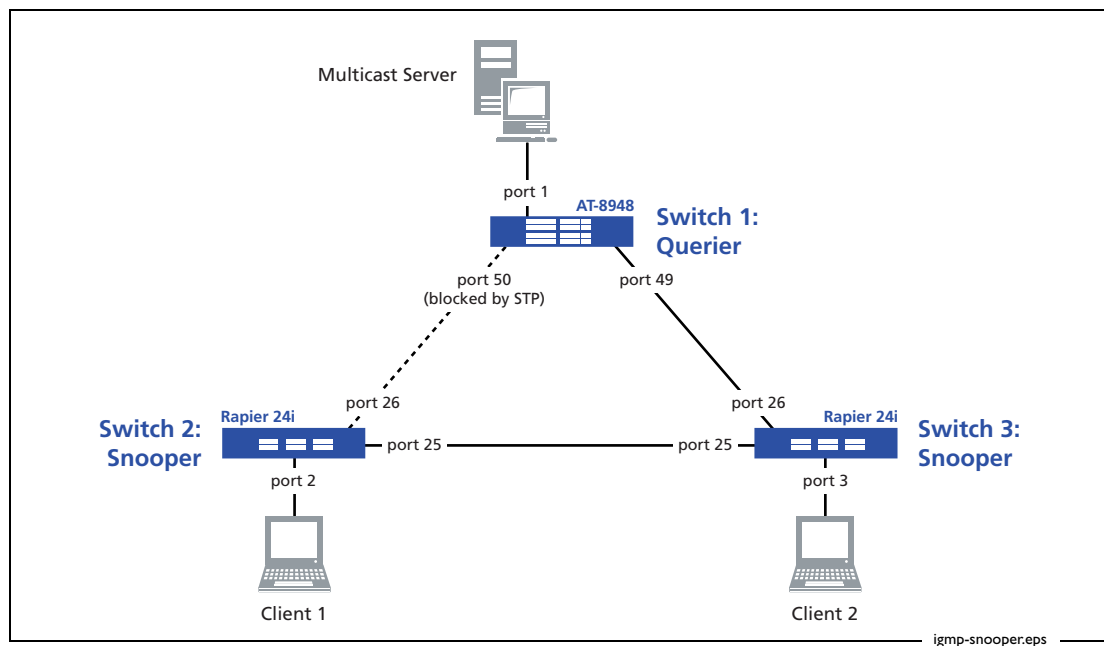 Multicast Server
port 1
AT-8948
Switch 1:
Querier
port 50
(blocked by STP)
port 49
port 26
port 26
Rapier 24i
Rapier 24i
Switch 2:
Snooper
port 25
port 25
Switch 3:
Snooper
port 2
port 3
Client 1
Client 2
igmp-snooper.eps